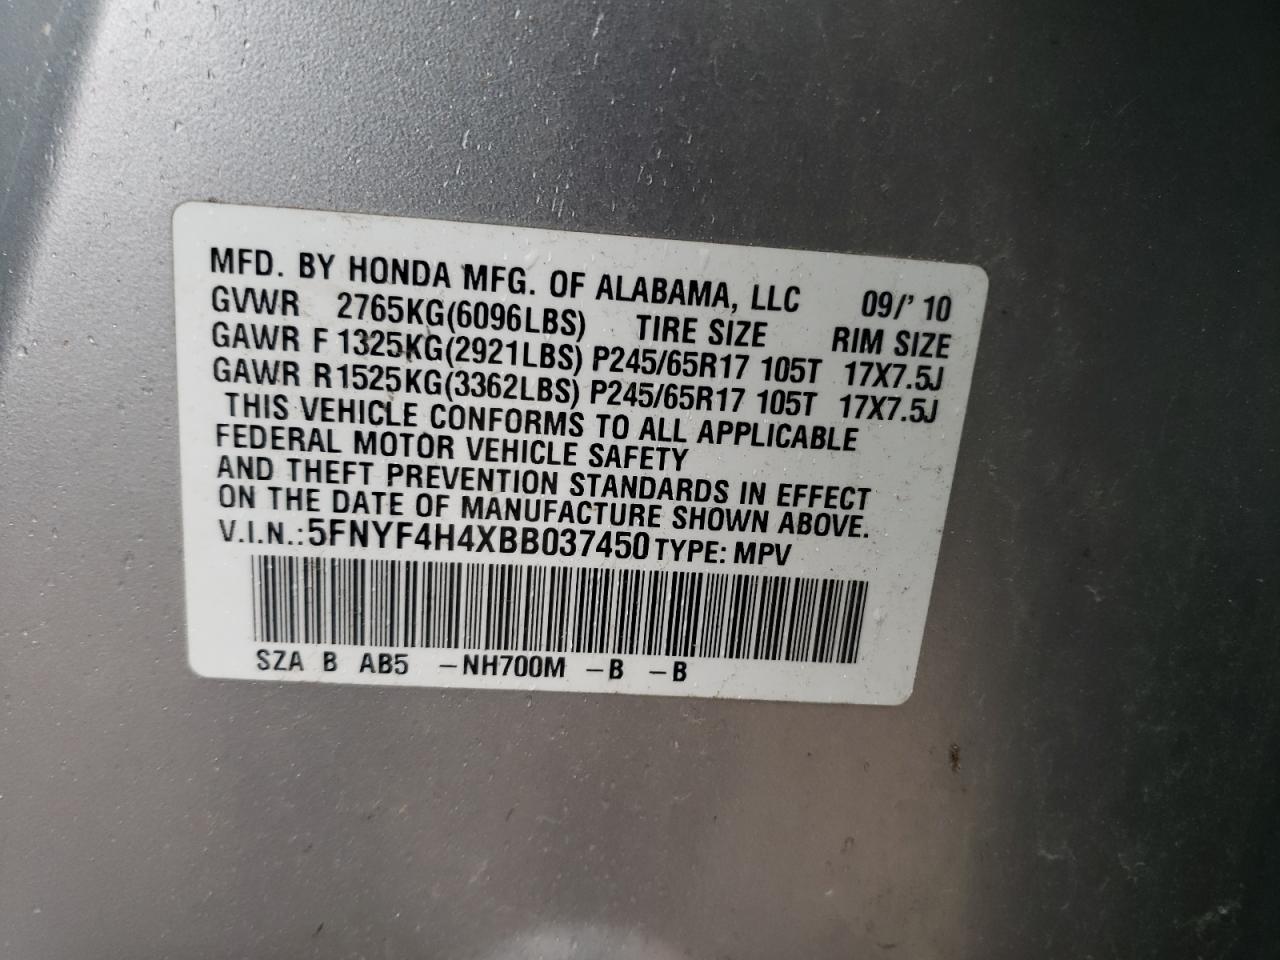 MFD. BY HONDA MFG. OF ALABAMA, LLC 09/'10
GVWR 2765KG(6096LBS) TIRE SIZE RIM SIZE
GAWR F 1325KG(2921LBS) P245/65R17 105T 17X7.5J
GAWR R1525KG(3362LBS) P245/65R17 105T 17X7.5J
THIS VEHICLE CONFORMS TO ALL APPLICABLE
FEDERAL MOTOR VEHICLE SAFETY
AND THEFT PREVENTION STANDARDS IN EFFECT
ON THE DATE OF MANUFACTURE SHOWN ABOVE.
V.I.N.:5FNYF4H4XBB037450 TYPE: MPV
SZA B AB5 -NH700M -B -B